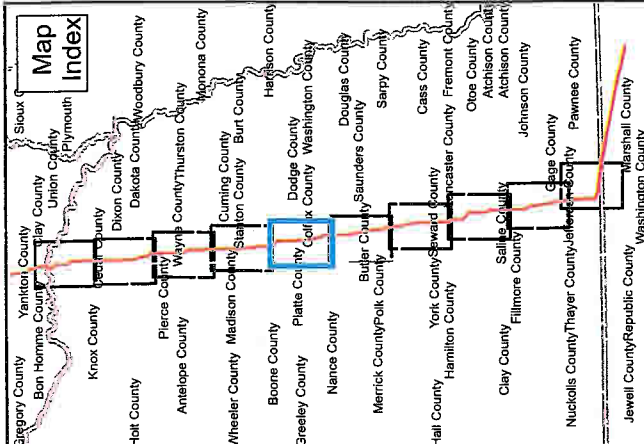 Map
Index
Sioux C
Plymouth
Woodbury County
Monona County
Harrison County
Yankton County
Clay County
Union County
Dixon County
Dakota County
Thurston County
Burt County
Washington County
Douglas County
Sarpy County
Cass County
Fremont County
Otoe County
Atchison County
Atchison County
Johnson County
Pawnee County
Gregory County
Bon Homme County
Cedar County
Wayne County
Cuming County
Stanton County
Dodge County
Colfax County
Saunders County
Butler County
Seward County
Lancaster County
Saline County
Gage County
Jefferson County
Marshall County
Knox County
Pierce County
Madison County
Platte County
Holt County
Antelope County
Wheeler County
Boone County
Greeley County
Nance County
Merrick County
Polk County
York County
Hall County
Hamilton County
Clay County
Fillmore County
Nuckolls County
Thayer County
Jewell County
Republic County
Washington County